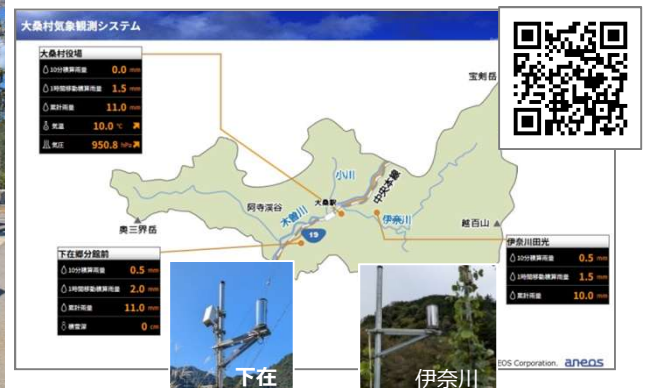 大桑村気象観測システム
大桑村役場
10分積算雨量 0.0 mm
1時間移動積算雨量 1.5 mm
累計雨量 11.0 mm
気温 10.0 ℃
気圧 950.8 hPa
宝剣岳
小川
中央本線
大桑駅
阿寺渓谷
木曽川
伊奈川
奥三界岳
越百山
19
下在郷分館前
10分積算雨量 0.5 mm
1時間移動積算雨量 2.0 mm
累計雨量 11.0 mm
積雪深 0 cm
伊奈川田光
10分積算雨量 0.5 mm
1時間移動積算雨量 1.5 mm
累計雨量 10.0 mm
下在
伊奈川
EOS Corporation. aneos